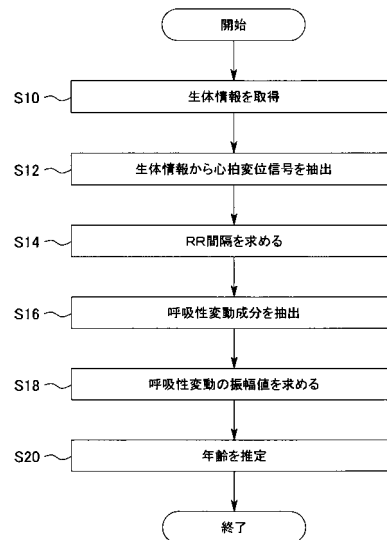 開始
S10 生体情報を取得
S12 生体情報から心拍変位信号を抽出
S14 RR間隔を求める
S16 呼吸性変動成分を抽出
S18 呼吸性変動の振幅値を求める
S20 年齢を推定
終了